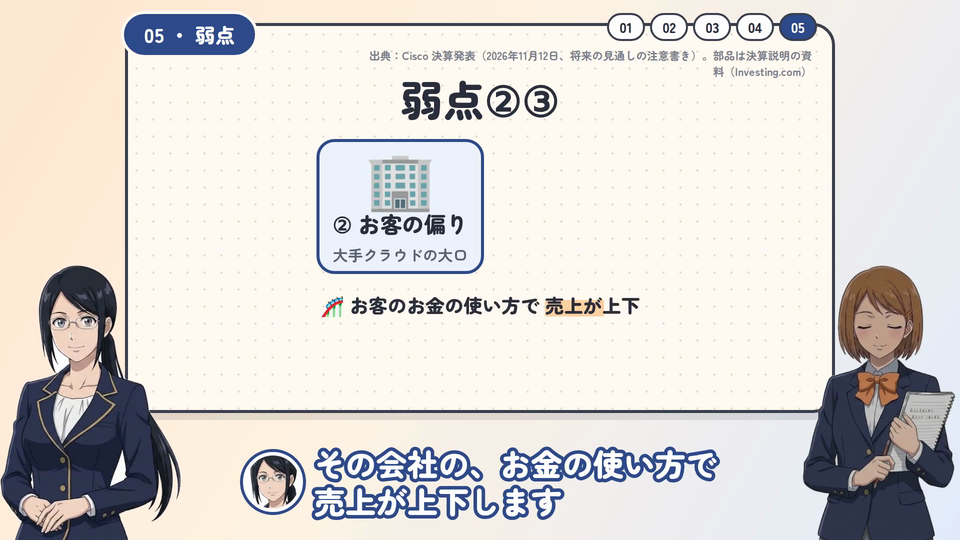 05 ・ 弱点
01 02 03 04 05
出典：Cisco 決算発表（2026年11月12日、将来の見通しの注意書き）。部品は決算説明の資
料（Investing.com）
弱点②③
② お客の偏り
大手クラウドの大口
お客のお金の使い方で 売上が上下
その会社の、お金の使い方で
売上が上下します